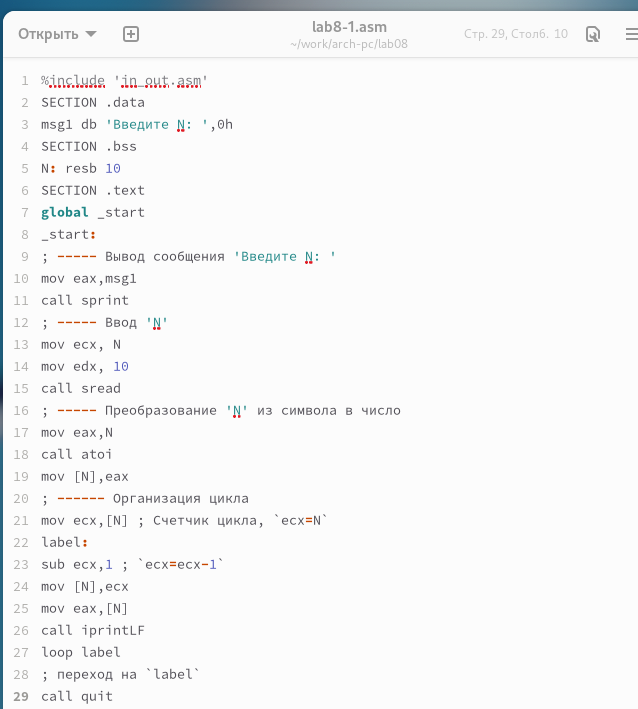 Открыть
lab8-1.asm
~/work/arch-pc/lab08
Стр. 29, Столб. 10
1 %include 'in_out.asm'
2 SECTION .data
3 msg1 db 'Введите N: ',0h
4 SECTION .bss
5 N: resb 10
6 SECTION .text
7 global _start
8 _start:
9 ; ----- Вывод сообщения 'Введите N: '
10 mov eax,msg1
11 call sprint
12 ; ----- Ввод 'N'
13 mov ecx, N
14 mov edx, 10
15 call sread
16 ; ----- Преобразование 'N' из символа в число
17 mov eax,N
18 call atoi
19 mov [N],eax
20 ; ------ Организация цикла
21 mov ecx,[N] ; Счетчик цикла, `ecx=N`
22 label:
23 sub ecx,1 ; `ecx=ecx-1`
24 mov [N],ecx
25 mov eax,[N]
26 call iprintLF
27 loop label
28 ; переход на `label`
29 call quit